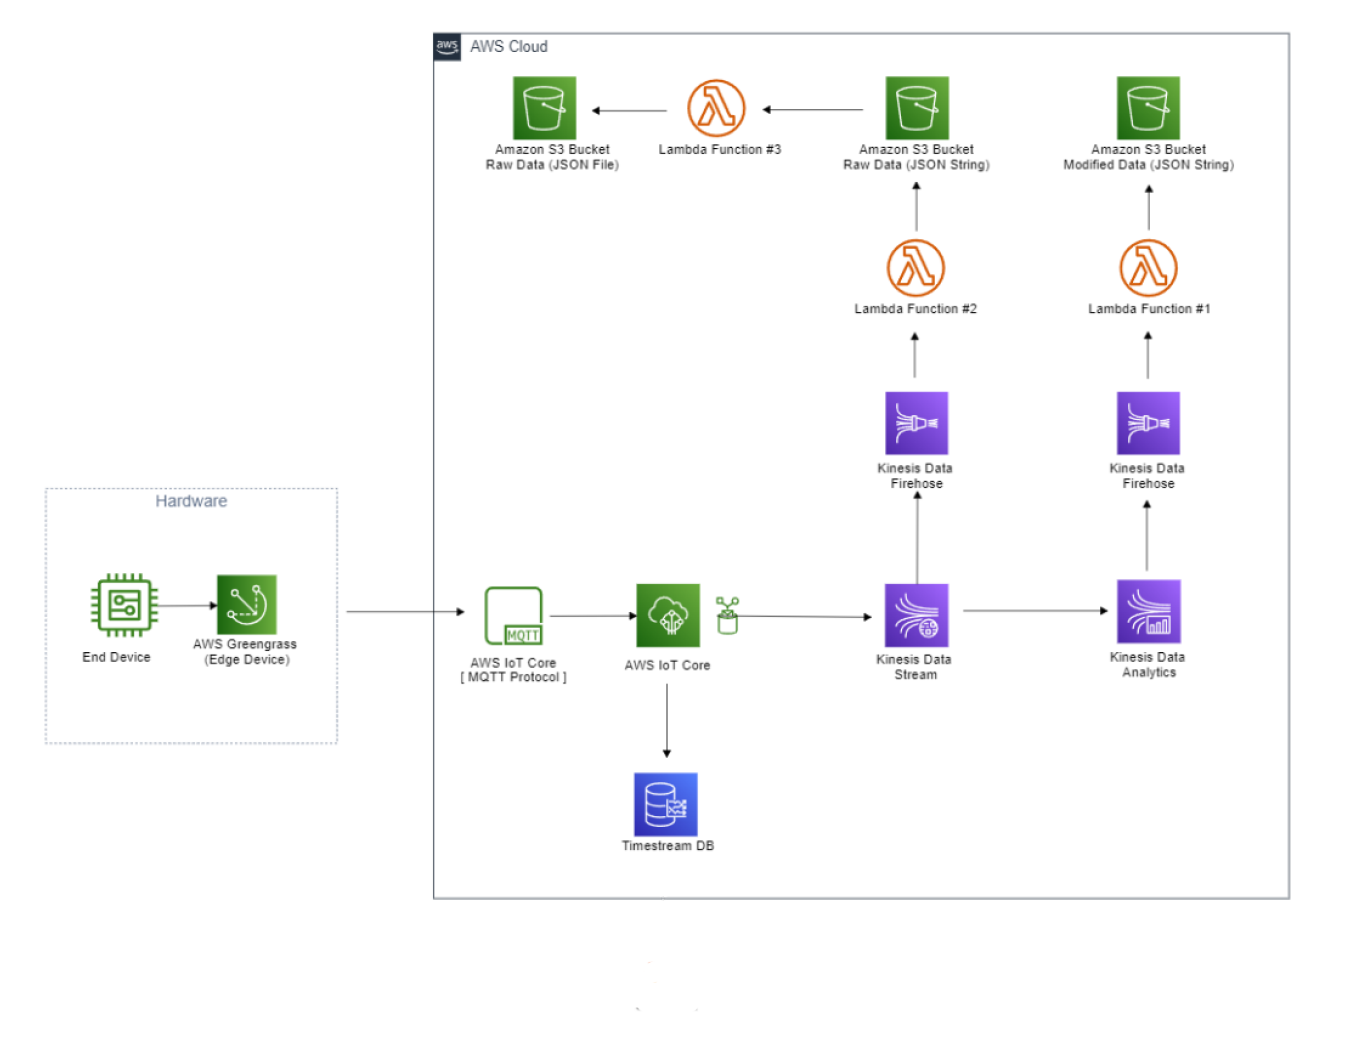 aws
AWS Cloud
Amazon S3 Bucket
Raw Data (JSON File)
Lambda Function #3
Amazon S3 Bucket
Raw Data (JSON String)
Amazon S3 Bucket
Modified Data (JSON String)
Lambda Function #2
Lambda Function #1
Kinesis Data
Firehose
Kinesis Data
Firehose
Hardware
End Device
AWS Greengrass
(Edge Device)
MQTT
AWS IoT Core
[ MQTT Protocol ]
AWS IoT Core
Kinesis Data
Stream
Kinesis Data
Analytics
Timestream DB